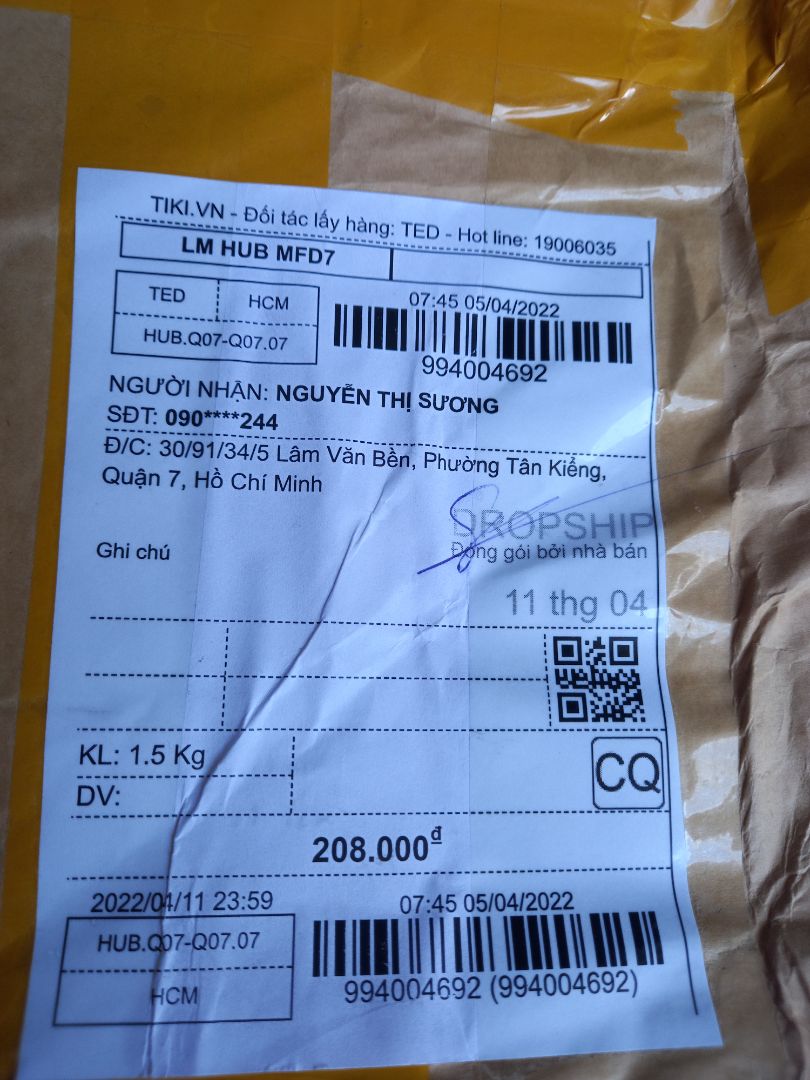 TIKI.VN - Đối tác lấy hàng: TED - Hot line: 19006035
LM HUB MFD7
TED HCM
HUB.Q07-Q07.07
07:45 05/04/2022
994004692
NGƯỜI NHẬN: NGUYỄN THỊ SƯƠNG
SĐT: 090****244
Đ/C: 30/91/34/5 Lâm Văn Bền, Phường Tân Kiểng,
Quận 7, Hồ Chí Minh
DROPSHIP
Ghi chú
Đóng gói bởi nhà bán
11 thg 04
KL: 1.5 Kg
CQ
DV:
208.000đ
2022/04/11 23:59
07:45 05/04/2022
HUB.Q07-Q07.07
HCM
994004692 (994004692)